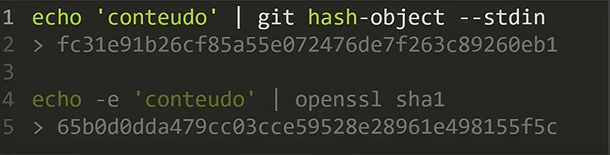 1 echo 'conteudo' | git hash-object --stdin
2 > fc31e91b26cf85a55e072476de7f263c89260eb1
3
4 echo -e 'conteudo' | openssl sha1
5 > 65b0d0dda479cc03cce59528e28961e498155f5c